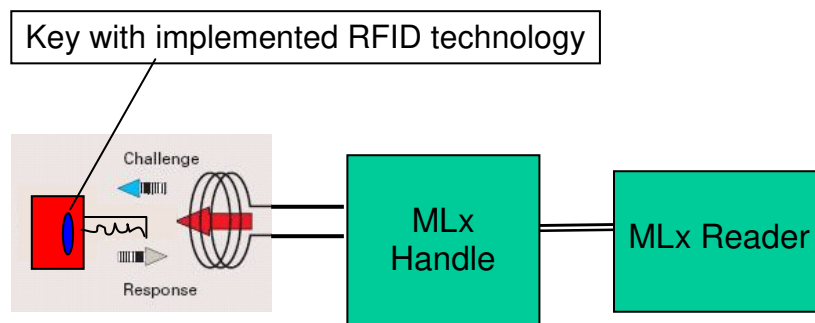 Key with implemented RFID technology
Challenge
Response
MLx
Handle
MLx Reader